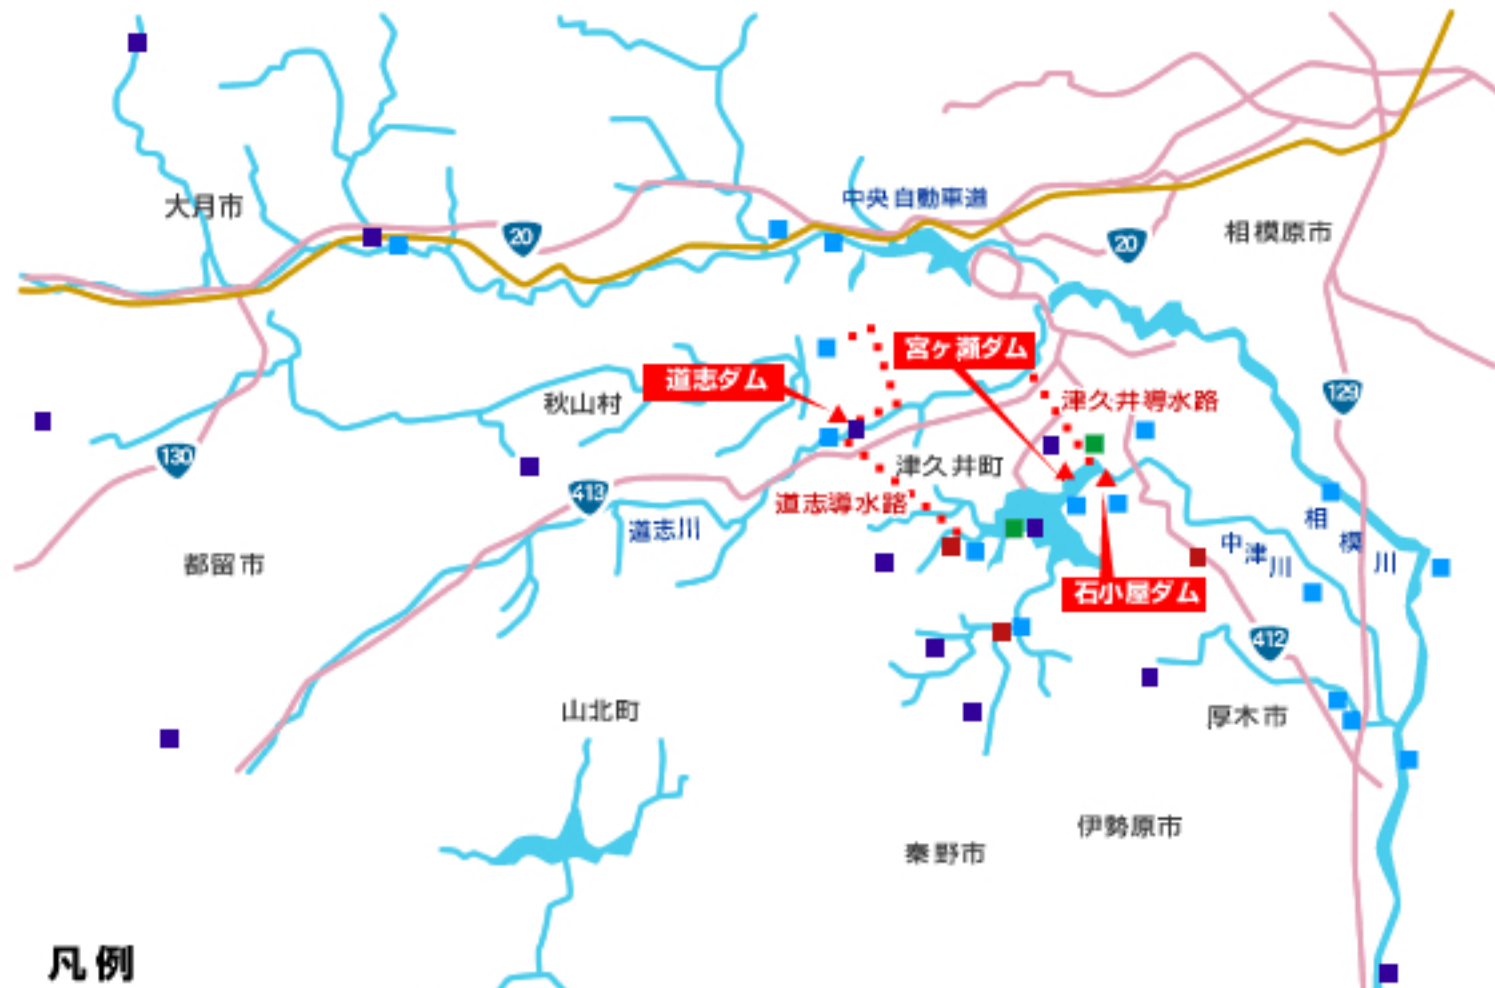 中央自動車道
大月市
20
20
相模原市
宮ヶ瀬ダム
道志ダム
秋山村
津久井導水路
129
130
津久井町
413
道志導水路
道志川
相模川
中津川
都留市
石小屋ダム
412
山北町
厚木市
伊勢原市
秦野市
凡例